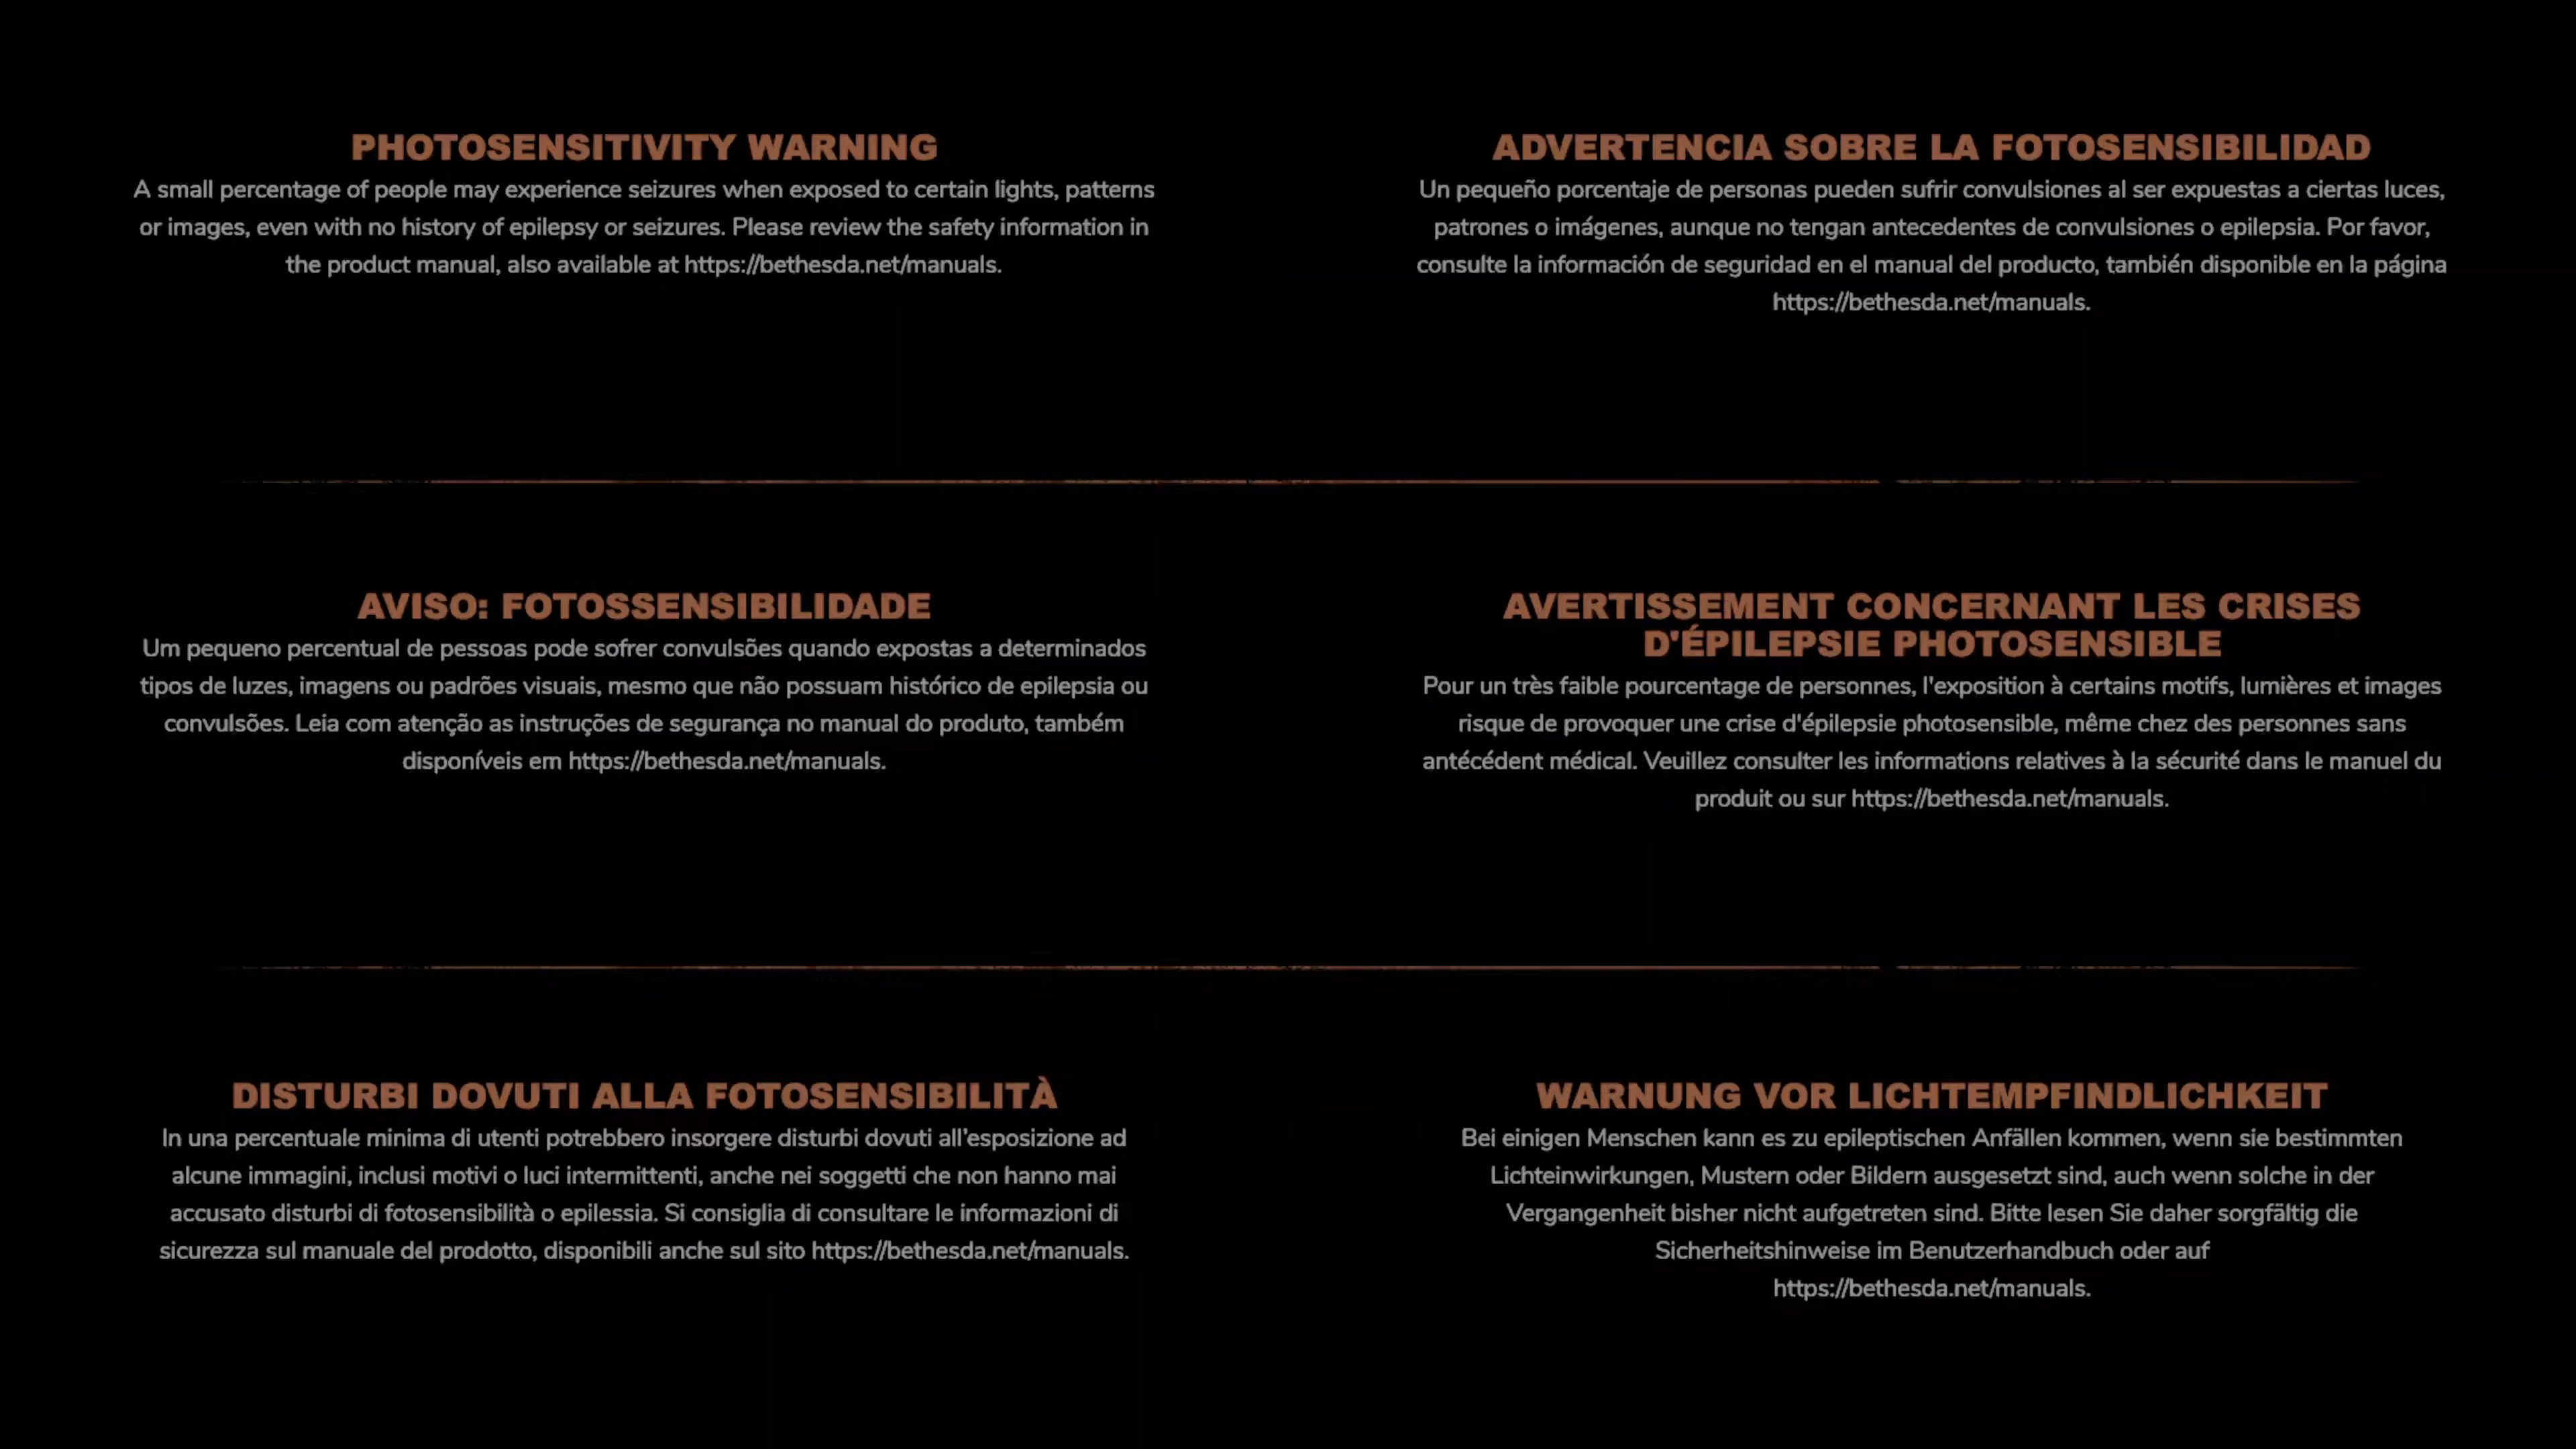 PHOTOSENSITIVITY WARNING
A small percentage of people may experience seizures when exposed to certain lights, patterns
or images, even with no history of epilepsy or seizures. Please review the safety information in
the product manual, also available at https://bethesda.net/manuals.
ADVERTENCIA SOBRE LA FOTOSENSIBILIDAD
Un pequeño porcentaje de personas pueden sufrir convulsiones al ser expuestas a ciertas luces,
patrones o imágenes, aunque no tengan antecedentes de convulsiones o epilepsia. Por favor,
consulte la información de seguridad en el manual del producto, también disponible en la página
https://bethesda.net/manuals.
AVISO: FOTOSSENSIBILIDADE
Um pequeno percentual de pessoas pode sofrer convulsões quando expostas a determinados
tipos de luzes, imagens ou padrões visuais, mesmo que não possuam histórico de epilepsia ou
convulsões. Leia com atenção as instruções de segurança no manual do produto, também
disponíveis em https://bethesda.net/manuals.
AVERTISSEMENT CONCERNANT LES CRISES
D'ÉPILEPSIE PHOTOSENSIBLE
Pour un très faible pourcentage de personnes, l'exposition à certains motifs, lumières et images
risque de provoquer une crise d'épilepsie photosensible, même chez des personnes sans
antécédent médical. Veuillez consulter les informations relatives à la sécurité dans le manuel du
produit ou sur https://bethesda.net/manuals.
DISTURBI DOVUTI ALLA FOTOSENSIBILITÀ
In una percentuale minima di utenti potrebbero insorgere disturbi dovuti all'esposizione ad
alcune immagini, inclusi motivi o luci intermittenti, anche nei soggetti che non hanno mai
accusato disturbi di fotosensibilità o epilessia. Si consiglia di consultare le informazioni di
sicurezza sul manuale del prodotto, disponibili anche sul sito https://bethesda.net/manuals.
WARNUNG VOR LICHTEMPFINDLICHKEIT
Bei einigen Menschen kann es zu epileptischen Anfällen kommen, wenn sie bestimmten
Lichteinwirkungen, Mustern oder Bildern ausgesetzt sind, auch wenn solche in der
Vergangenheit bisher nicht aufgetreten sind. Bitte lesen Sie daher sorgfältig die
Sicherheitshinweise im Benutzerhandbuch oder auf
https://bethesda.net/manuals.